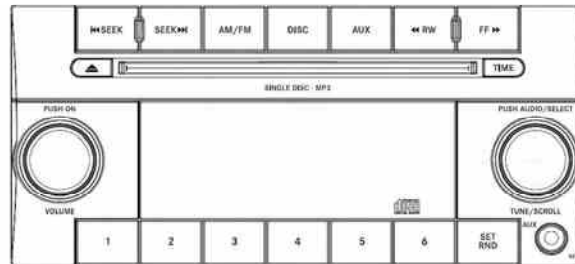 ⏮SEEK SEEK⏭ AM/FM DISC AUX ◀◀ RW FF ▶▶
TIME
SINGLE DISC - MP3
PUSH ON PUSH AUDIO/SELECT
VOLUME TUNE/SCROLL
AUX
1 2 3 4 5 6 SET
RND